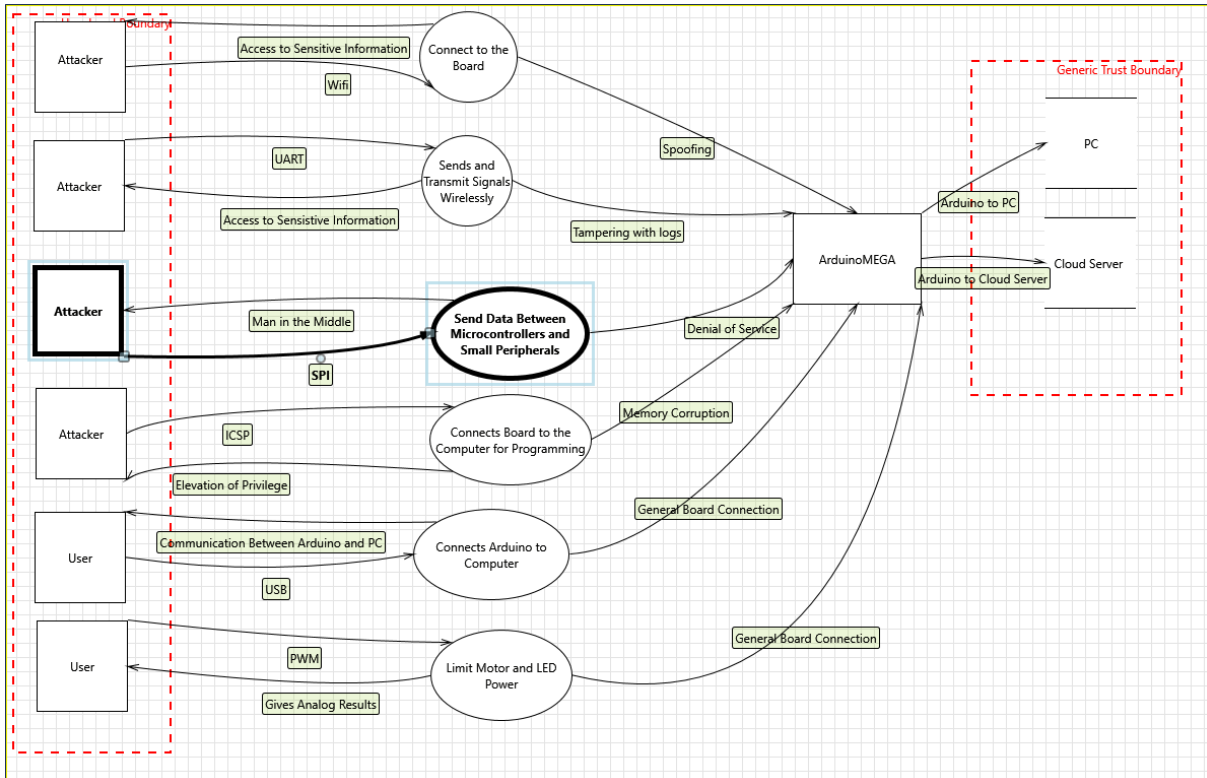 Boundary
Attacker
Access to Sensitive Information
Wifi
Connect to the
Board
Generic Trust Boundary
Spoofing
PC
Attacker
UART
Access to Sensistive Information
Sends and
Transmit Signals
Wirelessly
Tampering with logs
Arduino to PC
ArduinoMEGA
Cloud Server
Arduino to Cloud Server
Attacker
Man in the Middle
SPI
Send Data Between
Microcontrollers and
Small Peripherals
Denial of Service
Attacker
ICSP
Elevation of Privilege
Connects Board to the
Computer for Programming
Memory Corruption
User
Communication Between Arduino and PC
USB
Connects Arduino to
Computer
General Board Connection
User
PWM
Gives Analog Results
Limit Motor and LED
Power
General Board Connection